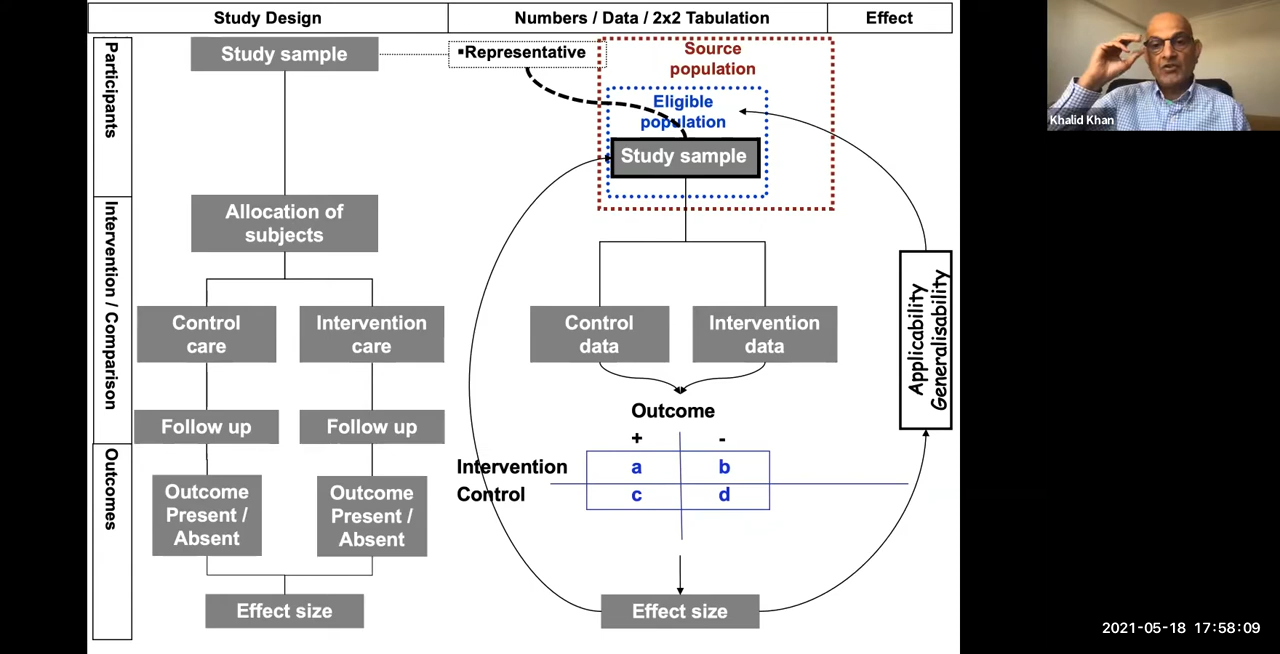 Study Design
Numbers / Data / 2x2 Tabulation
Effect
Participants
Study sample
▪Representative
Source
population
Eligible
population
Study sample
Khalid Khan
Intervention / Comparison
Allocation of
subjects
Control
care
Intervention
care
Control
data
Intervention
data
Applicability
Generalisability
Follow up
Follow up
Outcome
+ -
Intervention a b
Control c d
Outcomes
Outcome
Present /
Absent
Outcome
Present /
Absent
Effect size
Effect size
2021-05-18 17:58:09